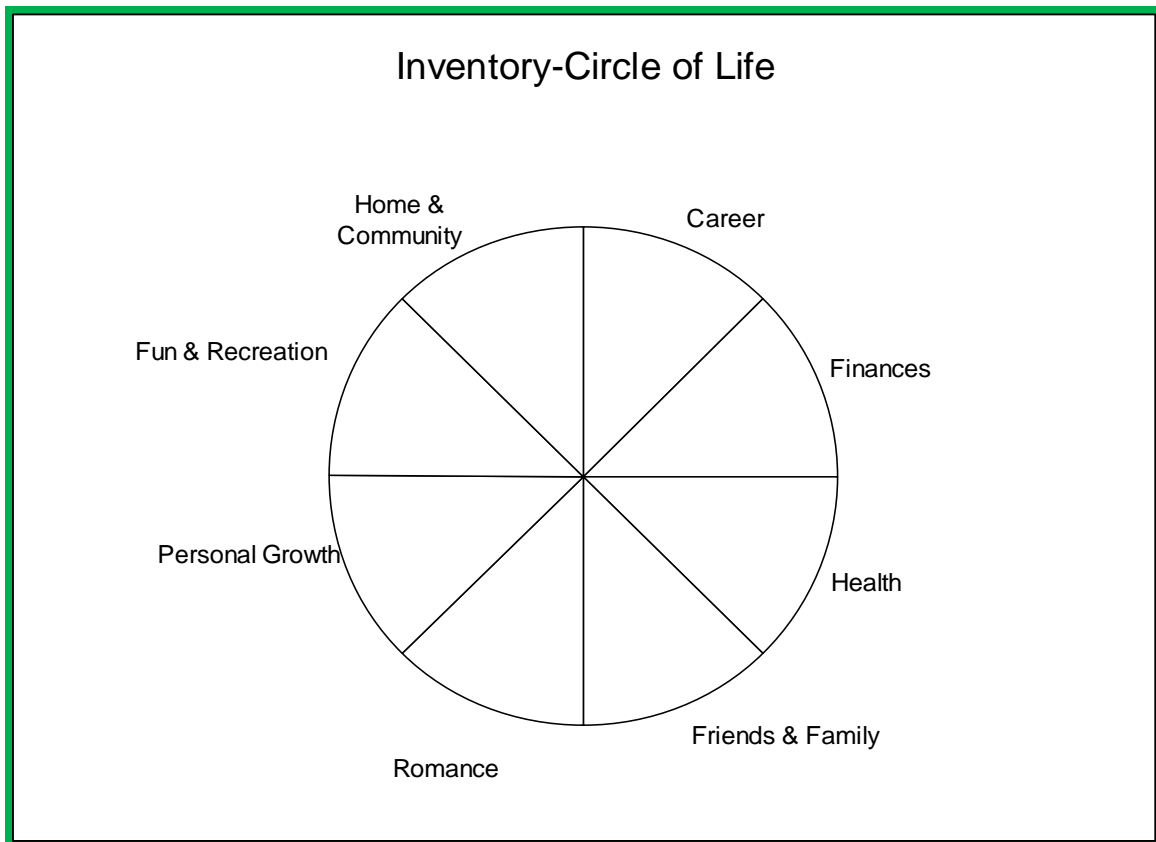 Inventory-Circle of Life
Home &
Community
Career
Fun & Recreation
Finances
Personal Growth
Health
Friends & Family
Romance